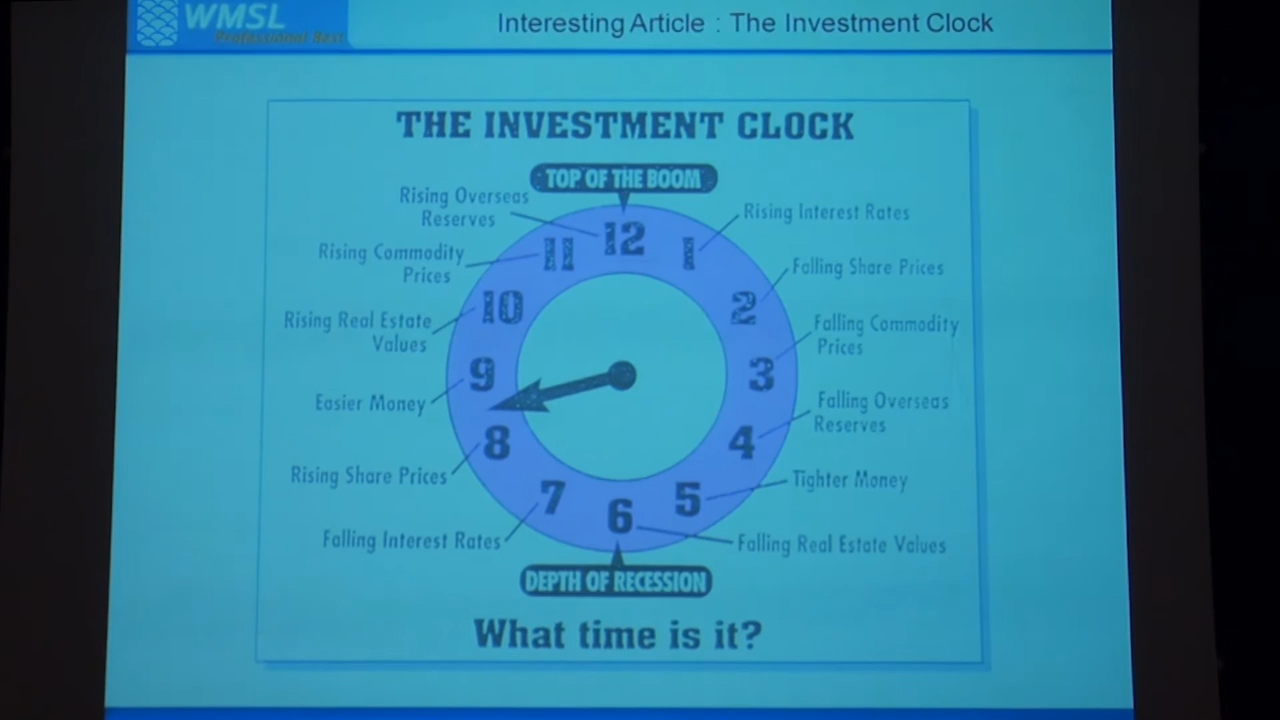 WMSL
Professional Best
Interesting Article : The Investment Clock
THE INVESTMENT CLOCK
TOP OF THE BOOM
Rising Overseas
Reserves
Rising Interest Rates
Rising Commodity
Prices
Falling Share Prices
Rising Real Estate
Values
Falling Commodity
Prices
Easier Money
Falling Overseas
Reserves
Rising Share Prices
Tighter Money
Falling Interest Rates
Falling Real Estate Values
12
1
2
3
4
5
6
7
8
9
10
11
DEPTH OF RECESSION
What time is it?